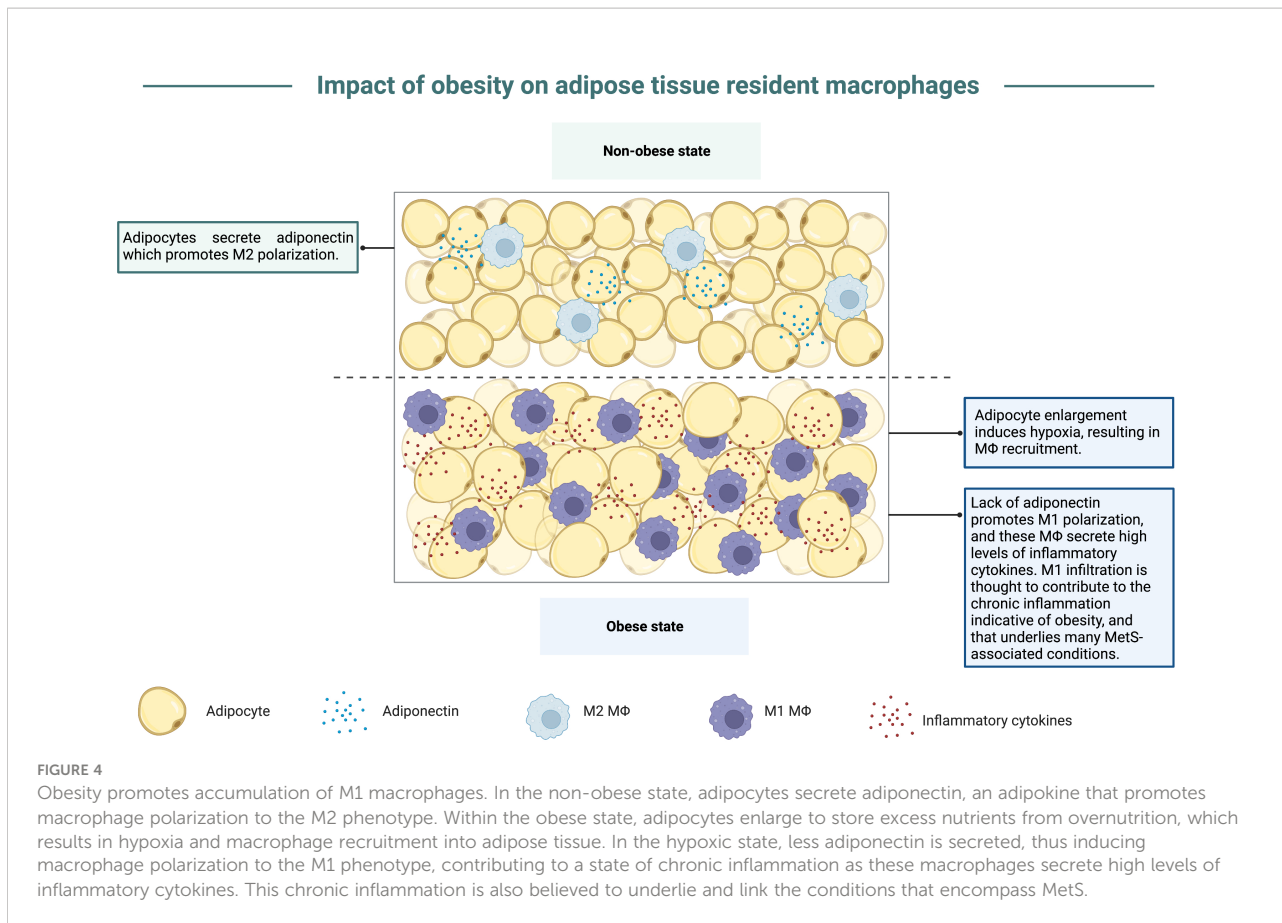 Impact of obesity on adipose tissue resident macrophages
Non-obese state
Adipocytes secrete adiponectin
which promotes M2 polarization.
Adipocyte enlargement
induces hypoxia, resulting in
MΦ recruitment.
Lack of adiponectin
promotes M1 polarization,
and these MΦ secrete high
levels of inflammatory
cytokines. M1 infiltration is
thought to contribute to the
chronic inflammation
indicative of obesity, and
that underlies many MetS-
associated conditions.
Obese state
Adipocyte
Adiponectin
M2 MΦ
M1 MΦ
Inflammatory cytokines
FIGURE 4
Obesity promotes accumulation of M1 macrophages. In the non-obese state, adipocytes secrete adiponectin, an adipokine that promotes
macrophage polarization to the M2 phenotype. Within the obese state, adipocytes enlarge to store excess nutrients from overnutrition, which
results in hypoxia and macrophage recruitment into adipose tissue. In the hypoxic state, less adiponectin is secreted, thus inducing
macrophage polarization to the M1 phenotype, contributing to a state of chronic inflammation as these macrophages secrete high levels of
inflammatory cytokines. This chronic inflammation is also believed to underlie and link the conditions that encompass MetS.